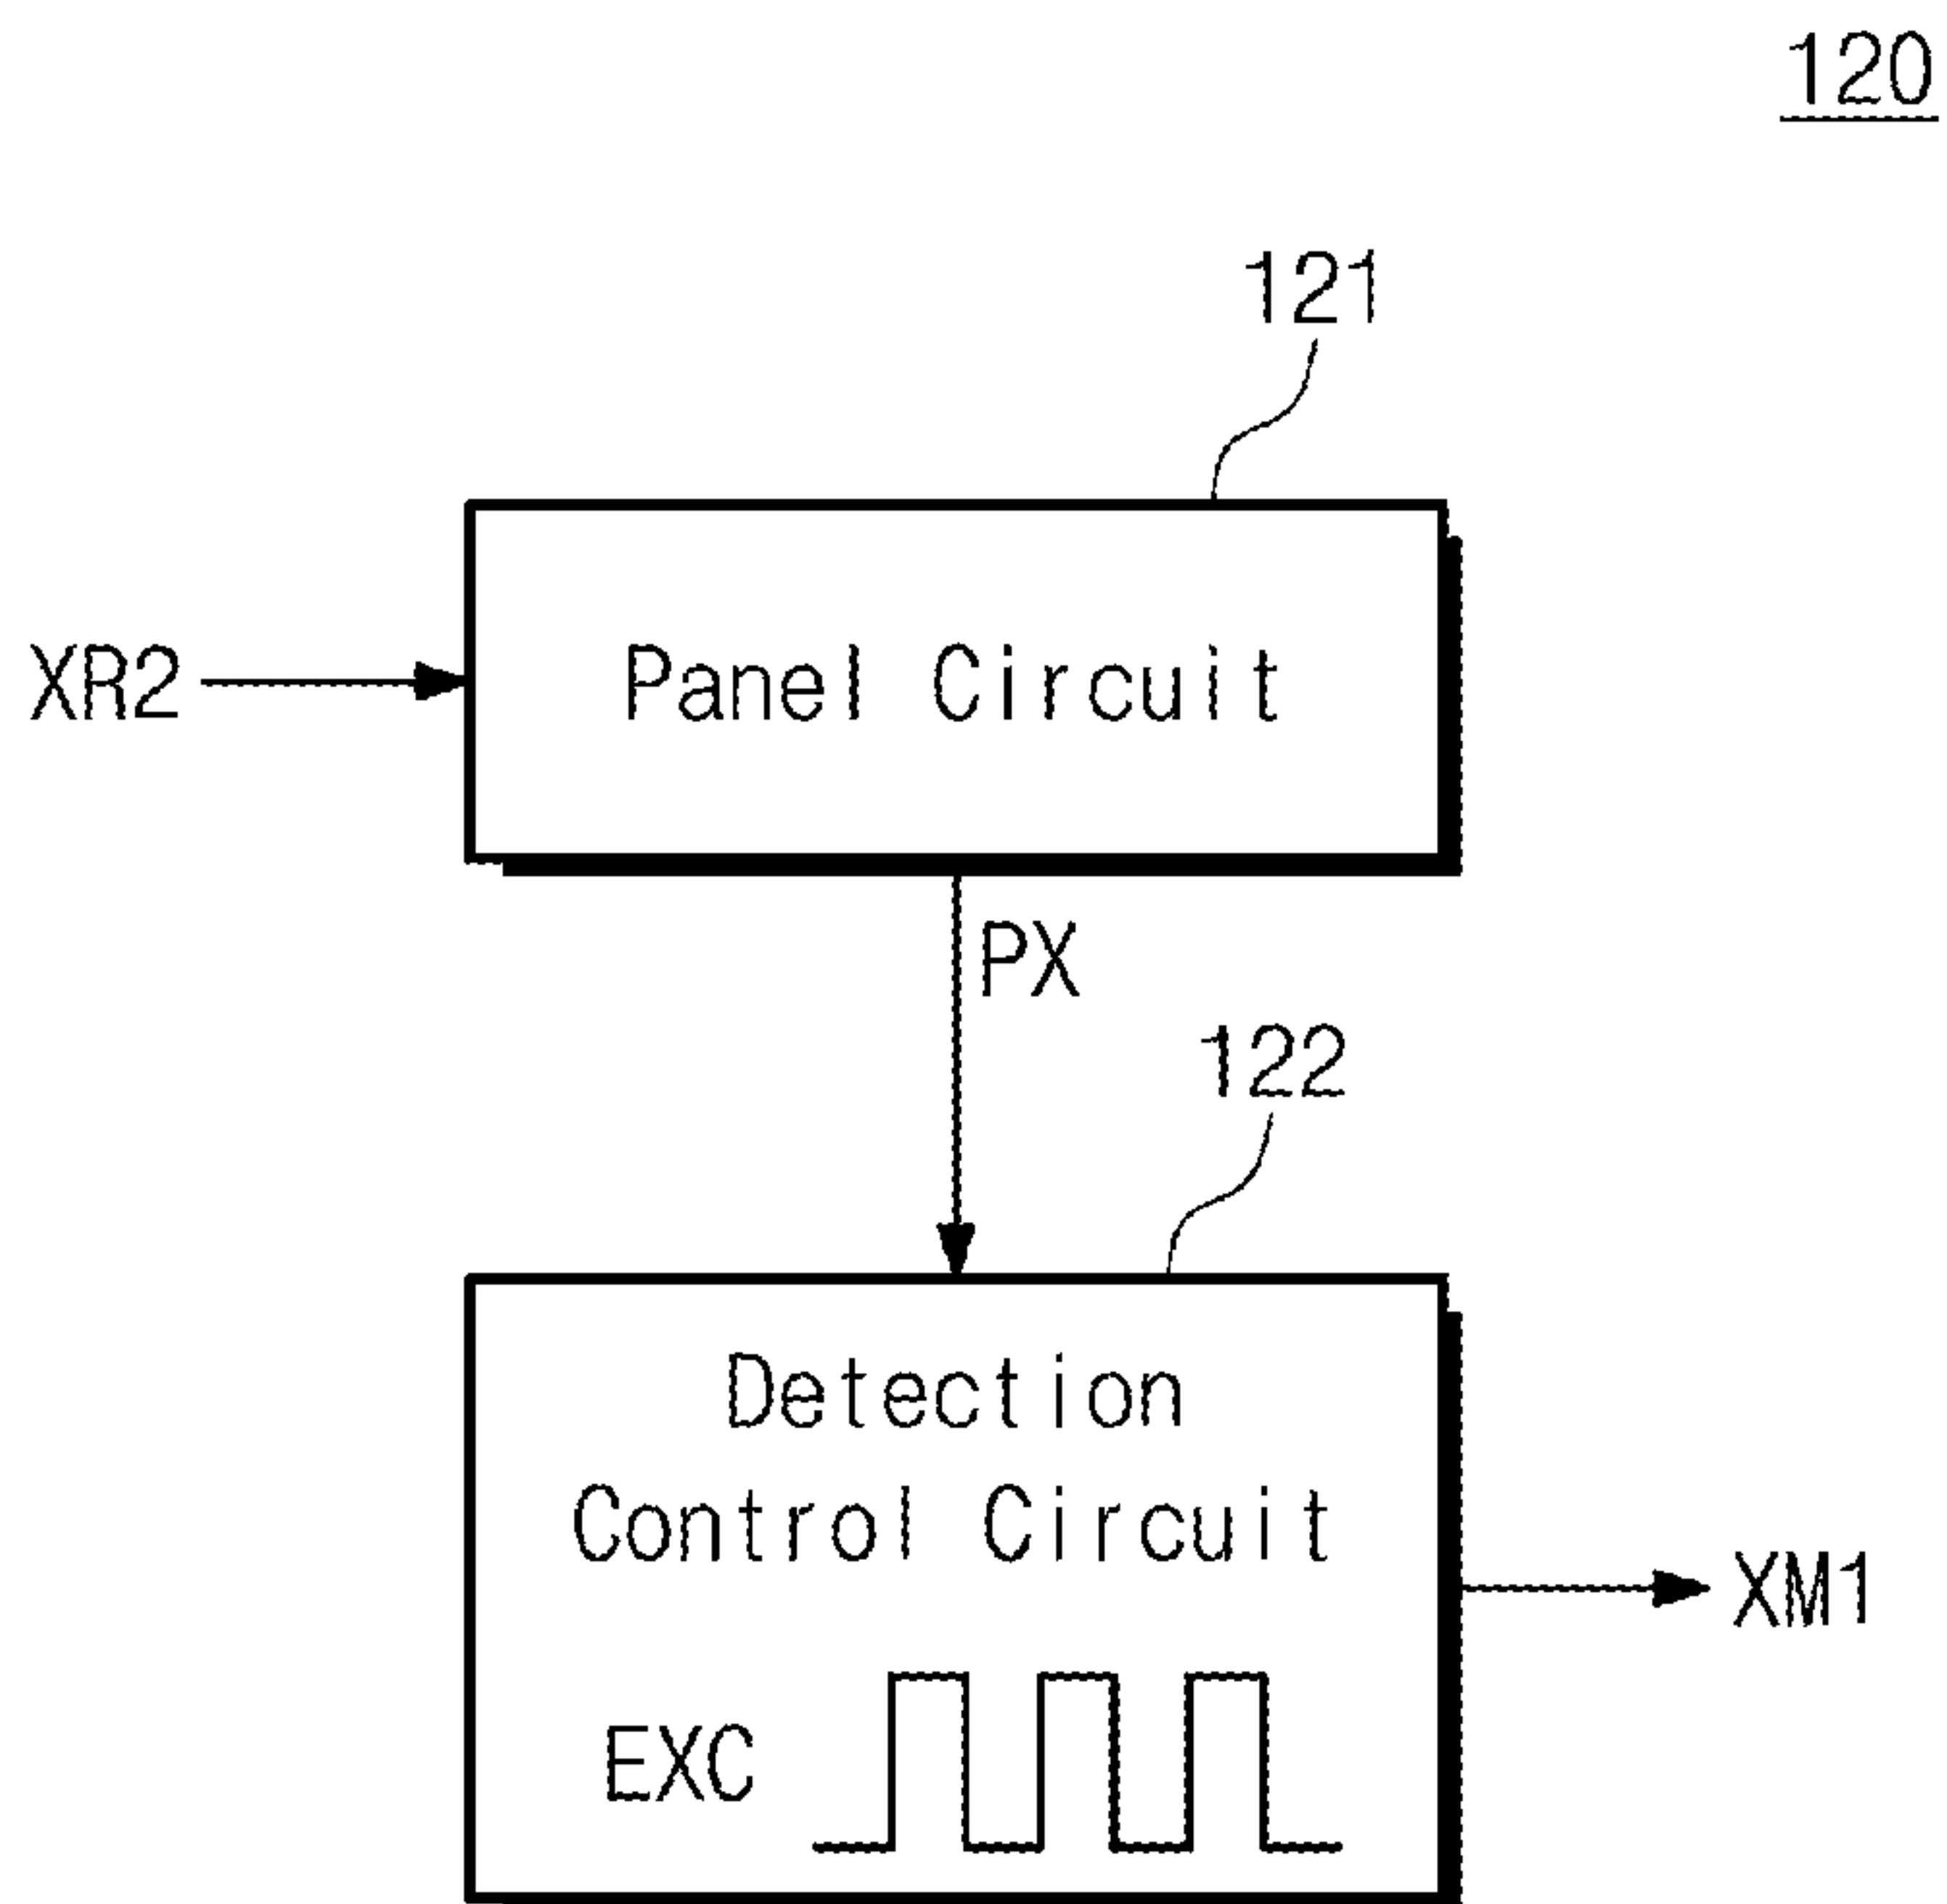 120
121
XR2
Panel Circuit
PX
122
Detection
Control Circuit
XM1
EXC